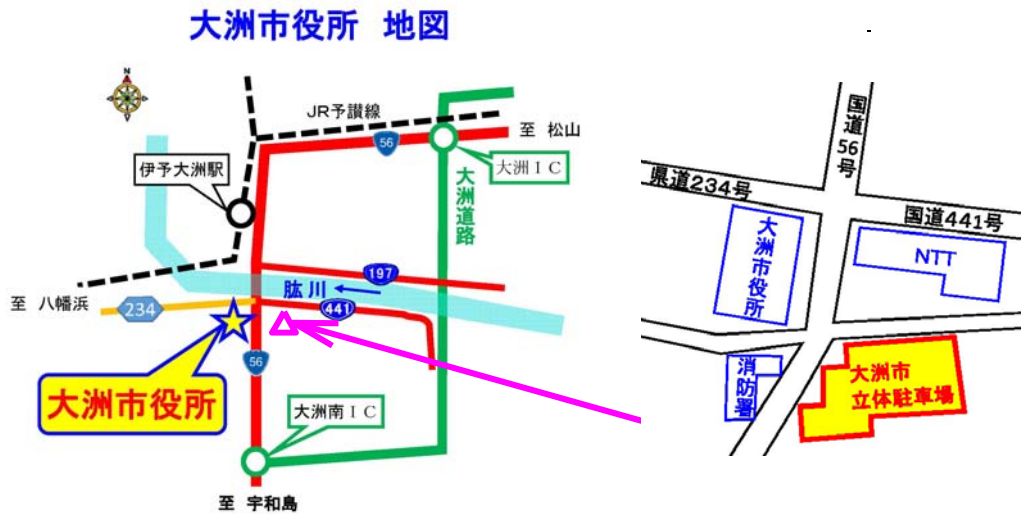 大洲市役所 地図
N
JR予讃線
至 松山
56
伊予大洲駅
大洲ＩＣ
大洲道路
197
肱川
至 八幡浜
234
441
56
大洲市役所
大洲南ＩＣ
至 宇和島
国道56号
県道234号
国道441号
大洲市役所
NTT
消防署
大洲市
立体駐車場